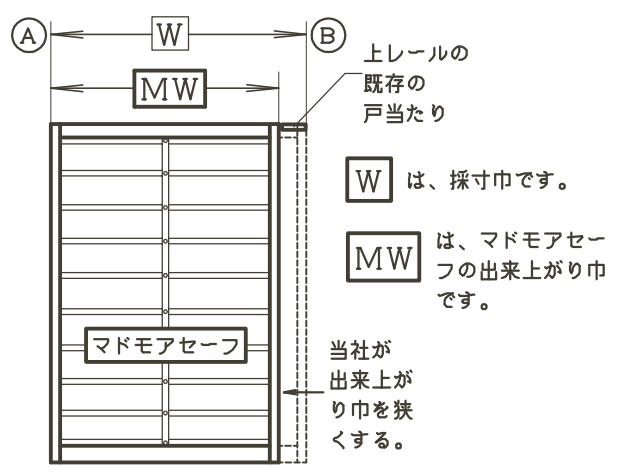 A
W
B
MW
上レールの
既存の
戸当たり
W は、採寸巾です。
MW は、マドモアセー
フの出来上がり巾
です。
マドモアセーフ
当社が
出来上が
り巾を狭
くする。